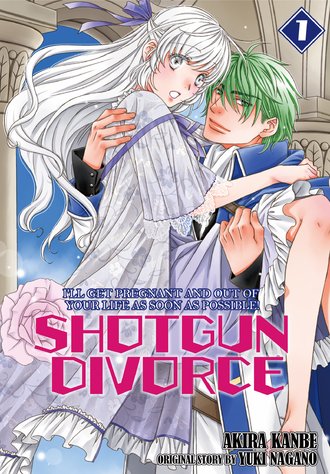 1
I'LL GET PREGNANT AND OUT OF
YOUR LIFE AS SOON AS POSSIBLE!
SHOTGUN
DIVORCE
AKIRA KANBE
ORIGINAL STORY BY YUKI NAGANO